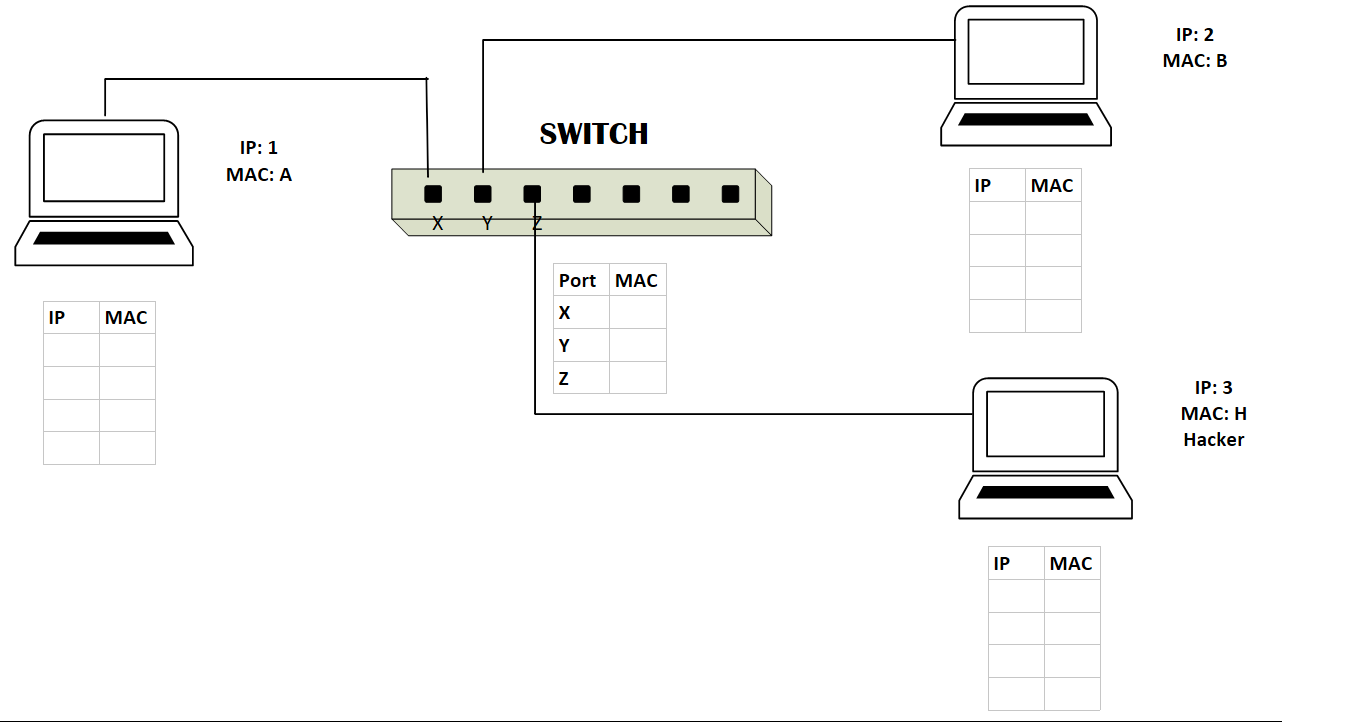 IP: 2
MAC: B
SWITCH
IP: 1
MAC: A
IP MAC
X Y Z
Port MAC
X
Y
Z
IP MAC
IP: 3
MAC: H
Hacker
IP MAC